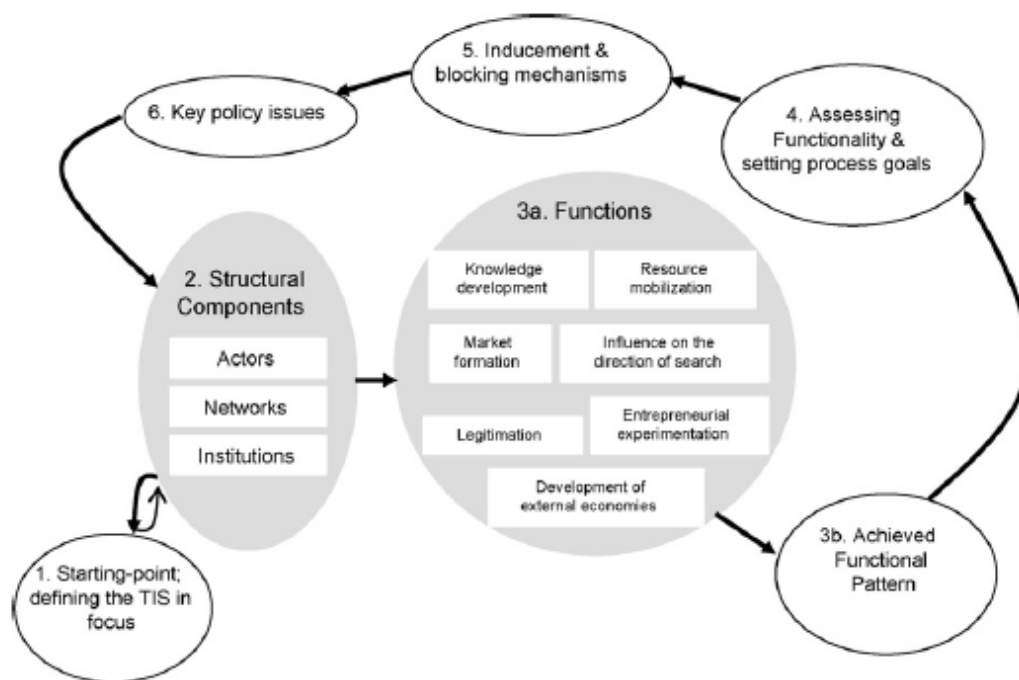 5. Inducement &
blocking mechanisms
6. Key policy issues
4. Assessing
Functionality &
setting process goals
3a. Functions
Knowledge
development
Resource
mobilization
2. Structural
Components
Market
formation
Influence on the
direction of search
Actors
Networks
Entrepreneurial
experimentation
Legitimation
Institutions
Development of
external economies
3b. Achieved
Functional
Pattern
1. Starting-point;
defining the TIS in
focus